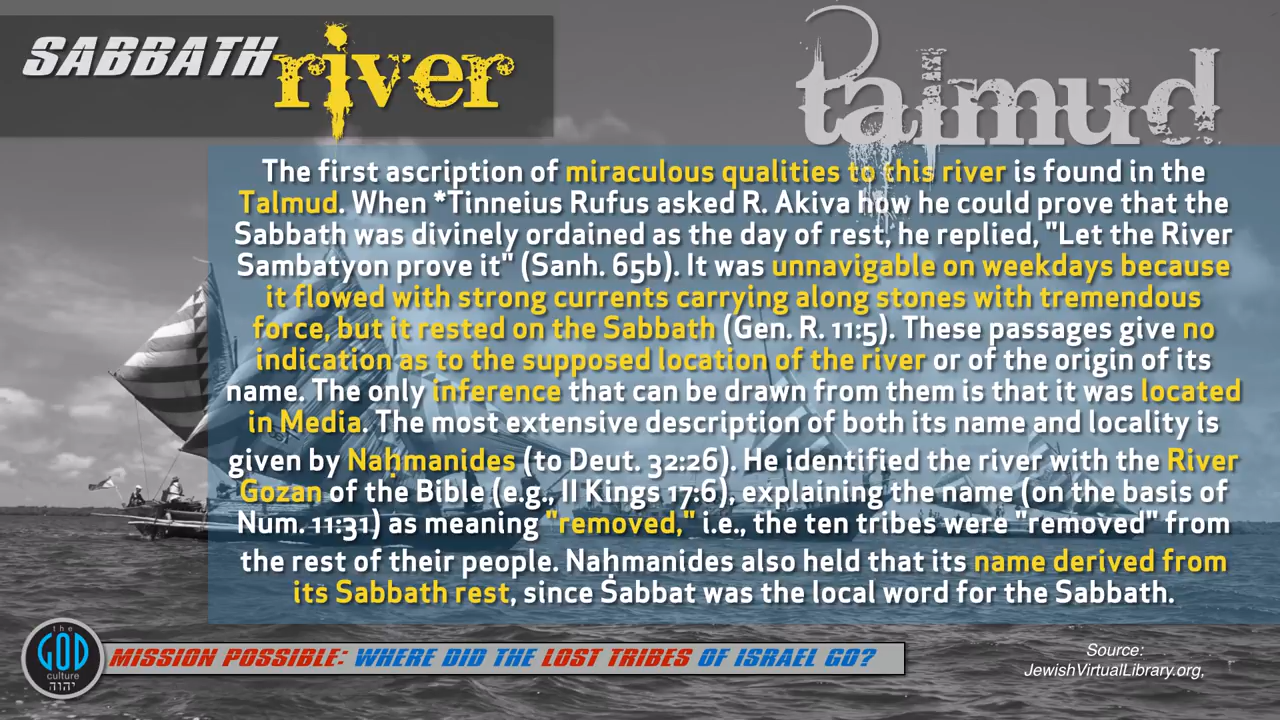 SABBATH river
talmud
The first ascription of miraculous qualities to this river is found in the
Talmud. When *Tinneius Rufus asked R. Akiva how he could prove that the
Sabbath was divinely ordained as the day of rest, he replied, "Let the River
Sambatyon prove it" (Sanh. 65b). It was unnavigable on weekdays because
it flowed with strong currents carrying along stones with tremendous
force, but it rested on the Sabbath (Gen. R. 11:5). These passages give no
indication as to the supposed location of the river or of the origin of its
name. The only inference that can be drawn from them is that it was located
in Media. The most extensive description of both its name and locality is
given by Naḥmanides (to Deut. 32:26). He identified the river with the River
Gozan of the Bible (e.g., II Kings 17:6), explaining the name (on the basis of
Num. 11:31) as meaning "removed," i.e., the ten tribes were "removed" from
the rest of their people. Naḥmanides also held that its name derived from
its Sabbath rest, since Sabbat was the local word for the Sabbath.
the
GOD
culture
יהוה
MISSION POSSIBLE: WHERE DID THE LOST TRIBES OF ISRAEL GO?
Source:
JewishVirtualLibrary.org,